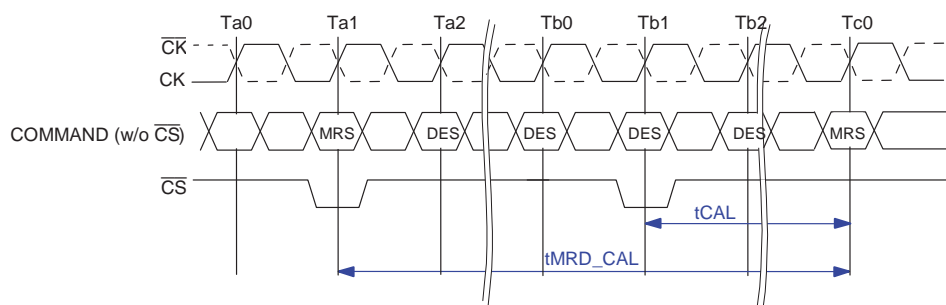 Ta0 Ta1 Ta2 Tb0 Tb1 Tb2 Tc0
CK
CK
COMMAND (w/o CS) MRS DES DES DES DES MRS
CS
tCAL
tMRD_CAL